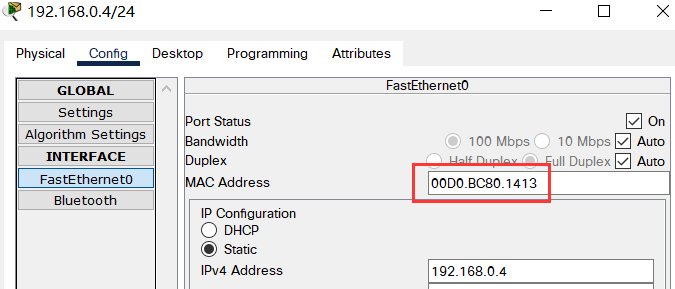 192.168.0.4/24
Physical Config Desktop Programming Attributes
GLOBAL
Settings
Algorithm Settings
INTERFACE
FastEthernet0
Bluetooth
FastEthernet0
Port Status On
Bandwidth 100 Mbps 10 Mbps Auto
Duplex Half Duplex Full Duplex Auto
MAC Address 00D0.BC80.1413
IP Configuration
DHCP
Static
IPv4 Address 192.168.0.4